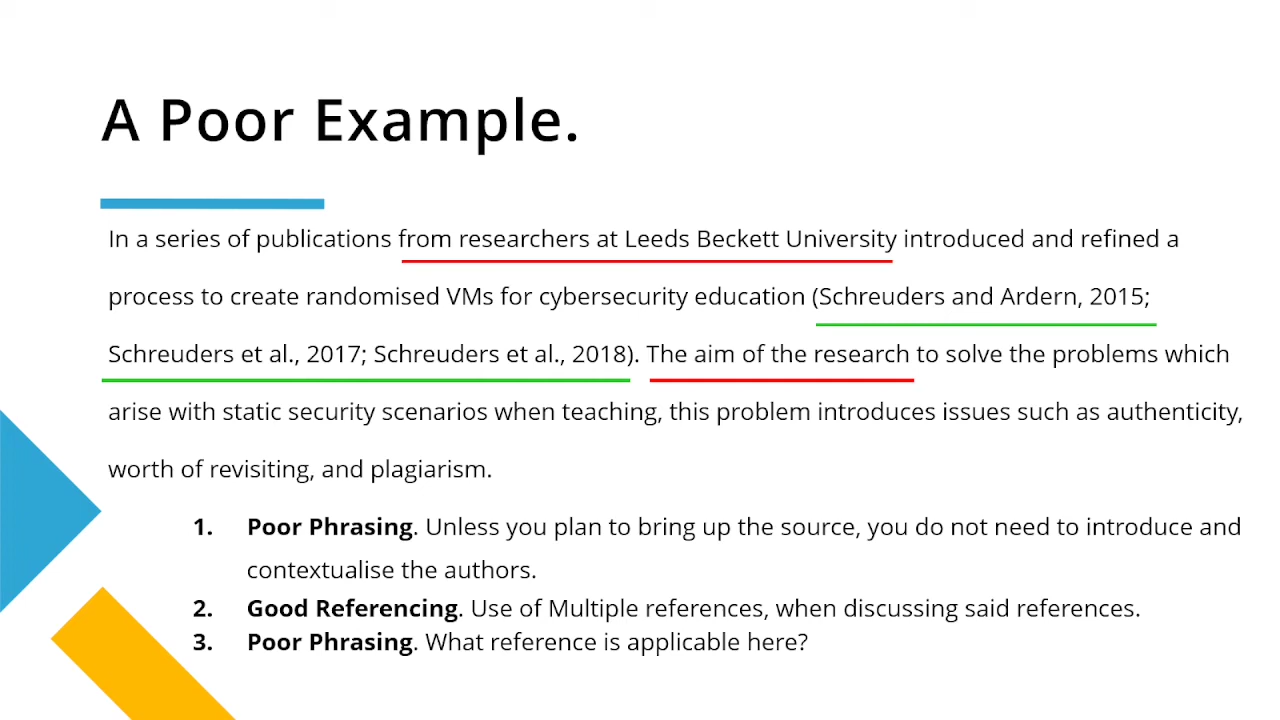 A Poor Example.
In a series of publications from researchers at Leeds Beckett University introduced and refined a
process to create randomised VMs for cybersecurity education (Schreuders and Ardern, 2015;
Schreuders et al., 2017; Schreuders et al., 2018). The aim of the research to solve the problems which
arise with static security scenarios when teaching, this problem introduces issues such as authenticity,
worth of revisiting, and plagiarism.
1. Poor Phrasing. Unless you plan to bring up the source, you do not need to introduce and
contextualise the authors.
2. Good Referencing. Use of Multiple references, when discussing said references.
3. Poor Phrasing. What reference is applicable here?